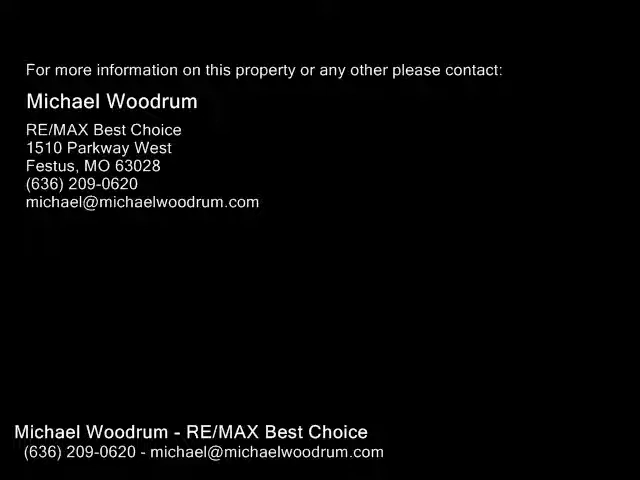 For more information on this property or any other please contact:
Michael Woodrum
RE/MAX Best Choice
1510 Parkway West
Festus, MO 63028
(636) 209-0620
michael@michaelwoodrum.com
Michael Woodrum - RE/MAX Best Choice
(636) 209-0620 - michael@michaelwoodrum.com